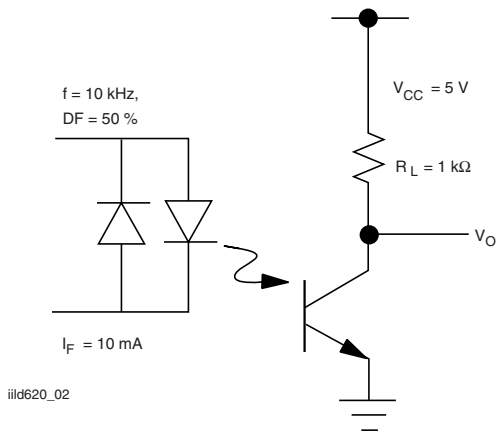 f = 10 kHz,
DF = 50 %
V_CC = 5 V
R_L = 1 kΩ
V_O
I_F = 10 mA
iild620_02